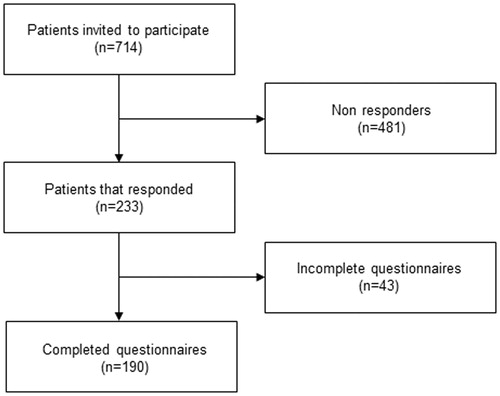 Patients invited to participate
(n=714)
Non responders
(n=481)
Patients that responded
(n=233)
Incomplete questionnaires
(n=43)
Completed questionnaires
(n=190)